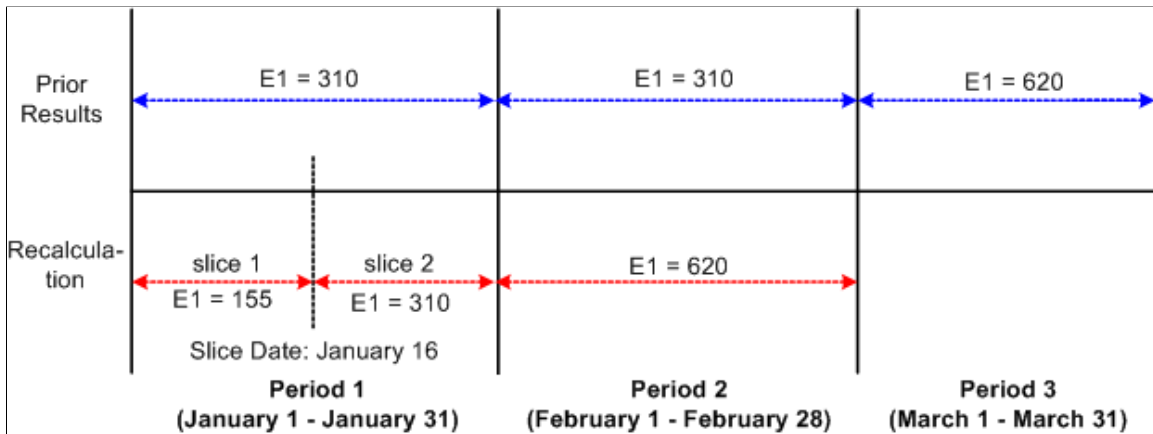 Prior
Results
E1 = 310
E1 = 310
E1 = 620
Recalcula-
tion
slice 1
E1 = 155
slice 2
E1 = 310
E1 = 620
Slice Date: January 16
Period 1
(January 1 - January 31)
Period 2
(February 1 - February 28)
Period 3
(March 1 - March 31)